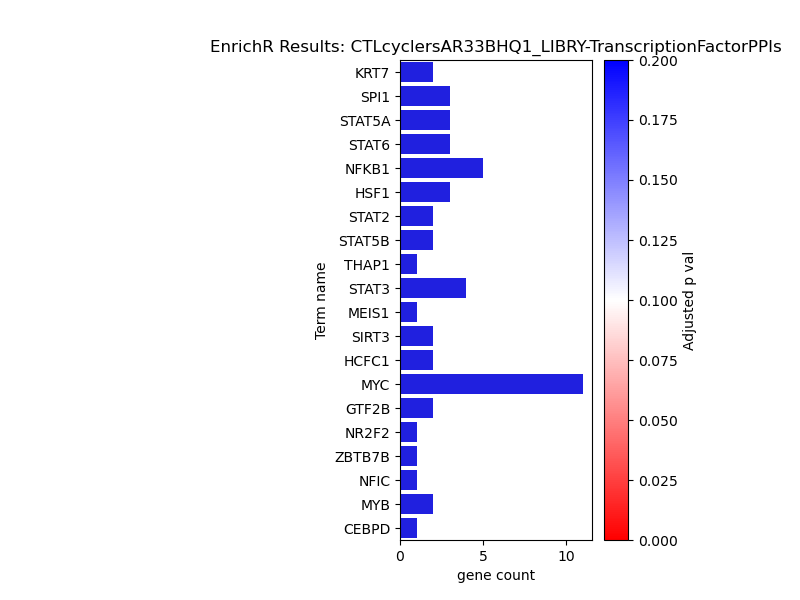 EnrichR Results: CTLcyclersAR33BHQ1_LIBRY-TranscriptionFactorPPIs
KRT7
SPI1
STAT5A
STAT6
NFKB1
HSF1
STAT2
STAT5B
THAP1
STAT3
MEIS1
SIRT3
HCFC1
MYC
GTF2B
NR2F2
ZBTB7B
NFIC
MYB
CEBPD
Term name
0 5 10
gene count
0.200
0.175
0.150
0.125
0.100
0.075
0.050
0.025
0.000
Adjusted p val